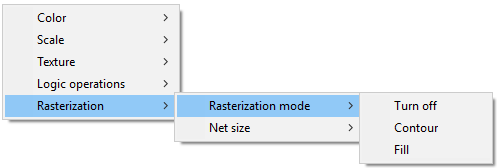 Color
Scale
Texture
Logic operations
Rasterization
Rasterization mode
Net size
Turn off
Contour
Fill